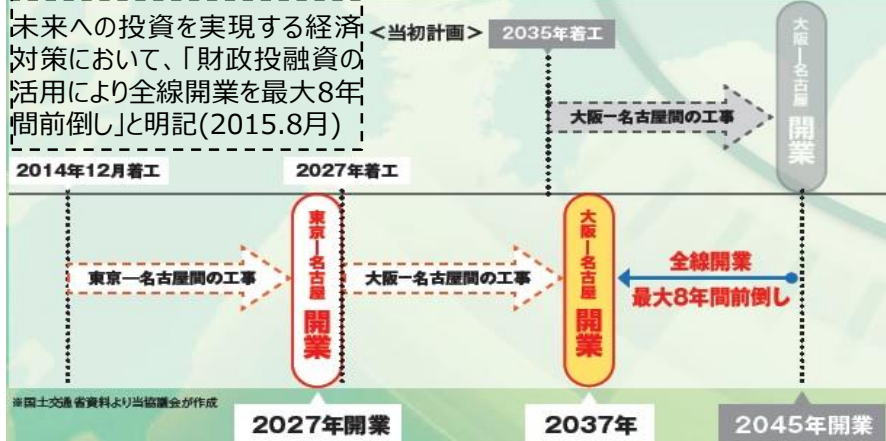 未来への投資を実現する経済
対策において、「財政投融資の
活用により全線開業を最大8年
間前倒し」と明記(2015.8月)
<当初計画>
2035年着工
大阪ー名古屋間の工事
大阪ー名古屋
開業
2014年12月着工
2027年着工
東京―名古屋間の工事
東京ー名古屋
開業
大阪ー名古屋間の工事
大阪ー名古屋
開業
全線開業
最大8年間前倒し
※国土交通省資料より当協議会が作成
2027年開業
2037年
2045年開業